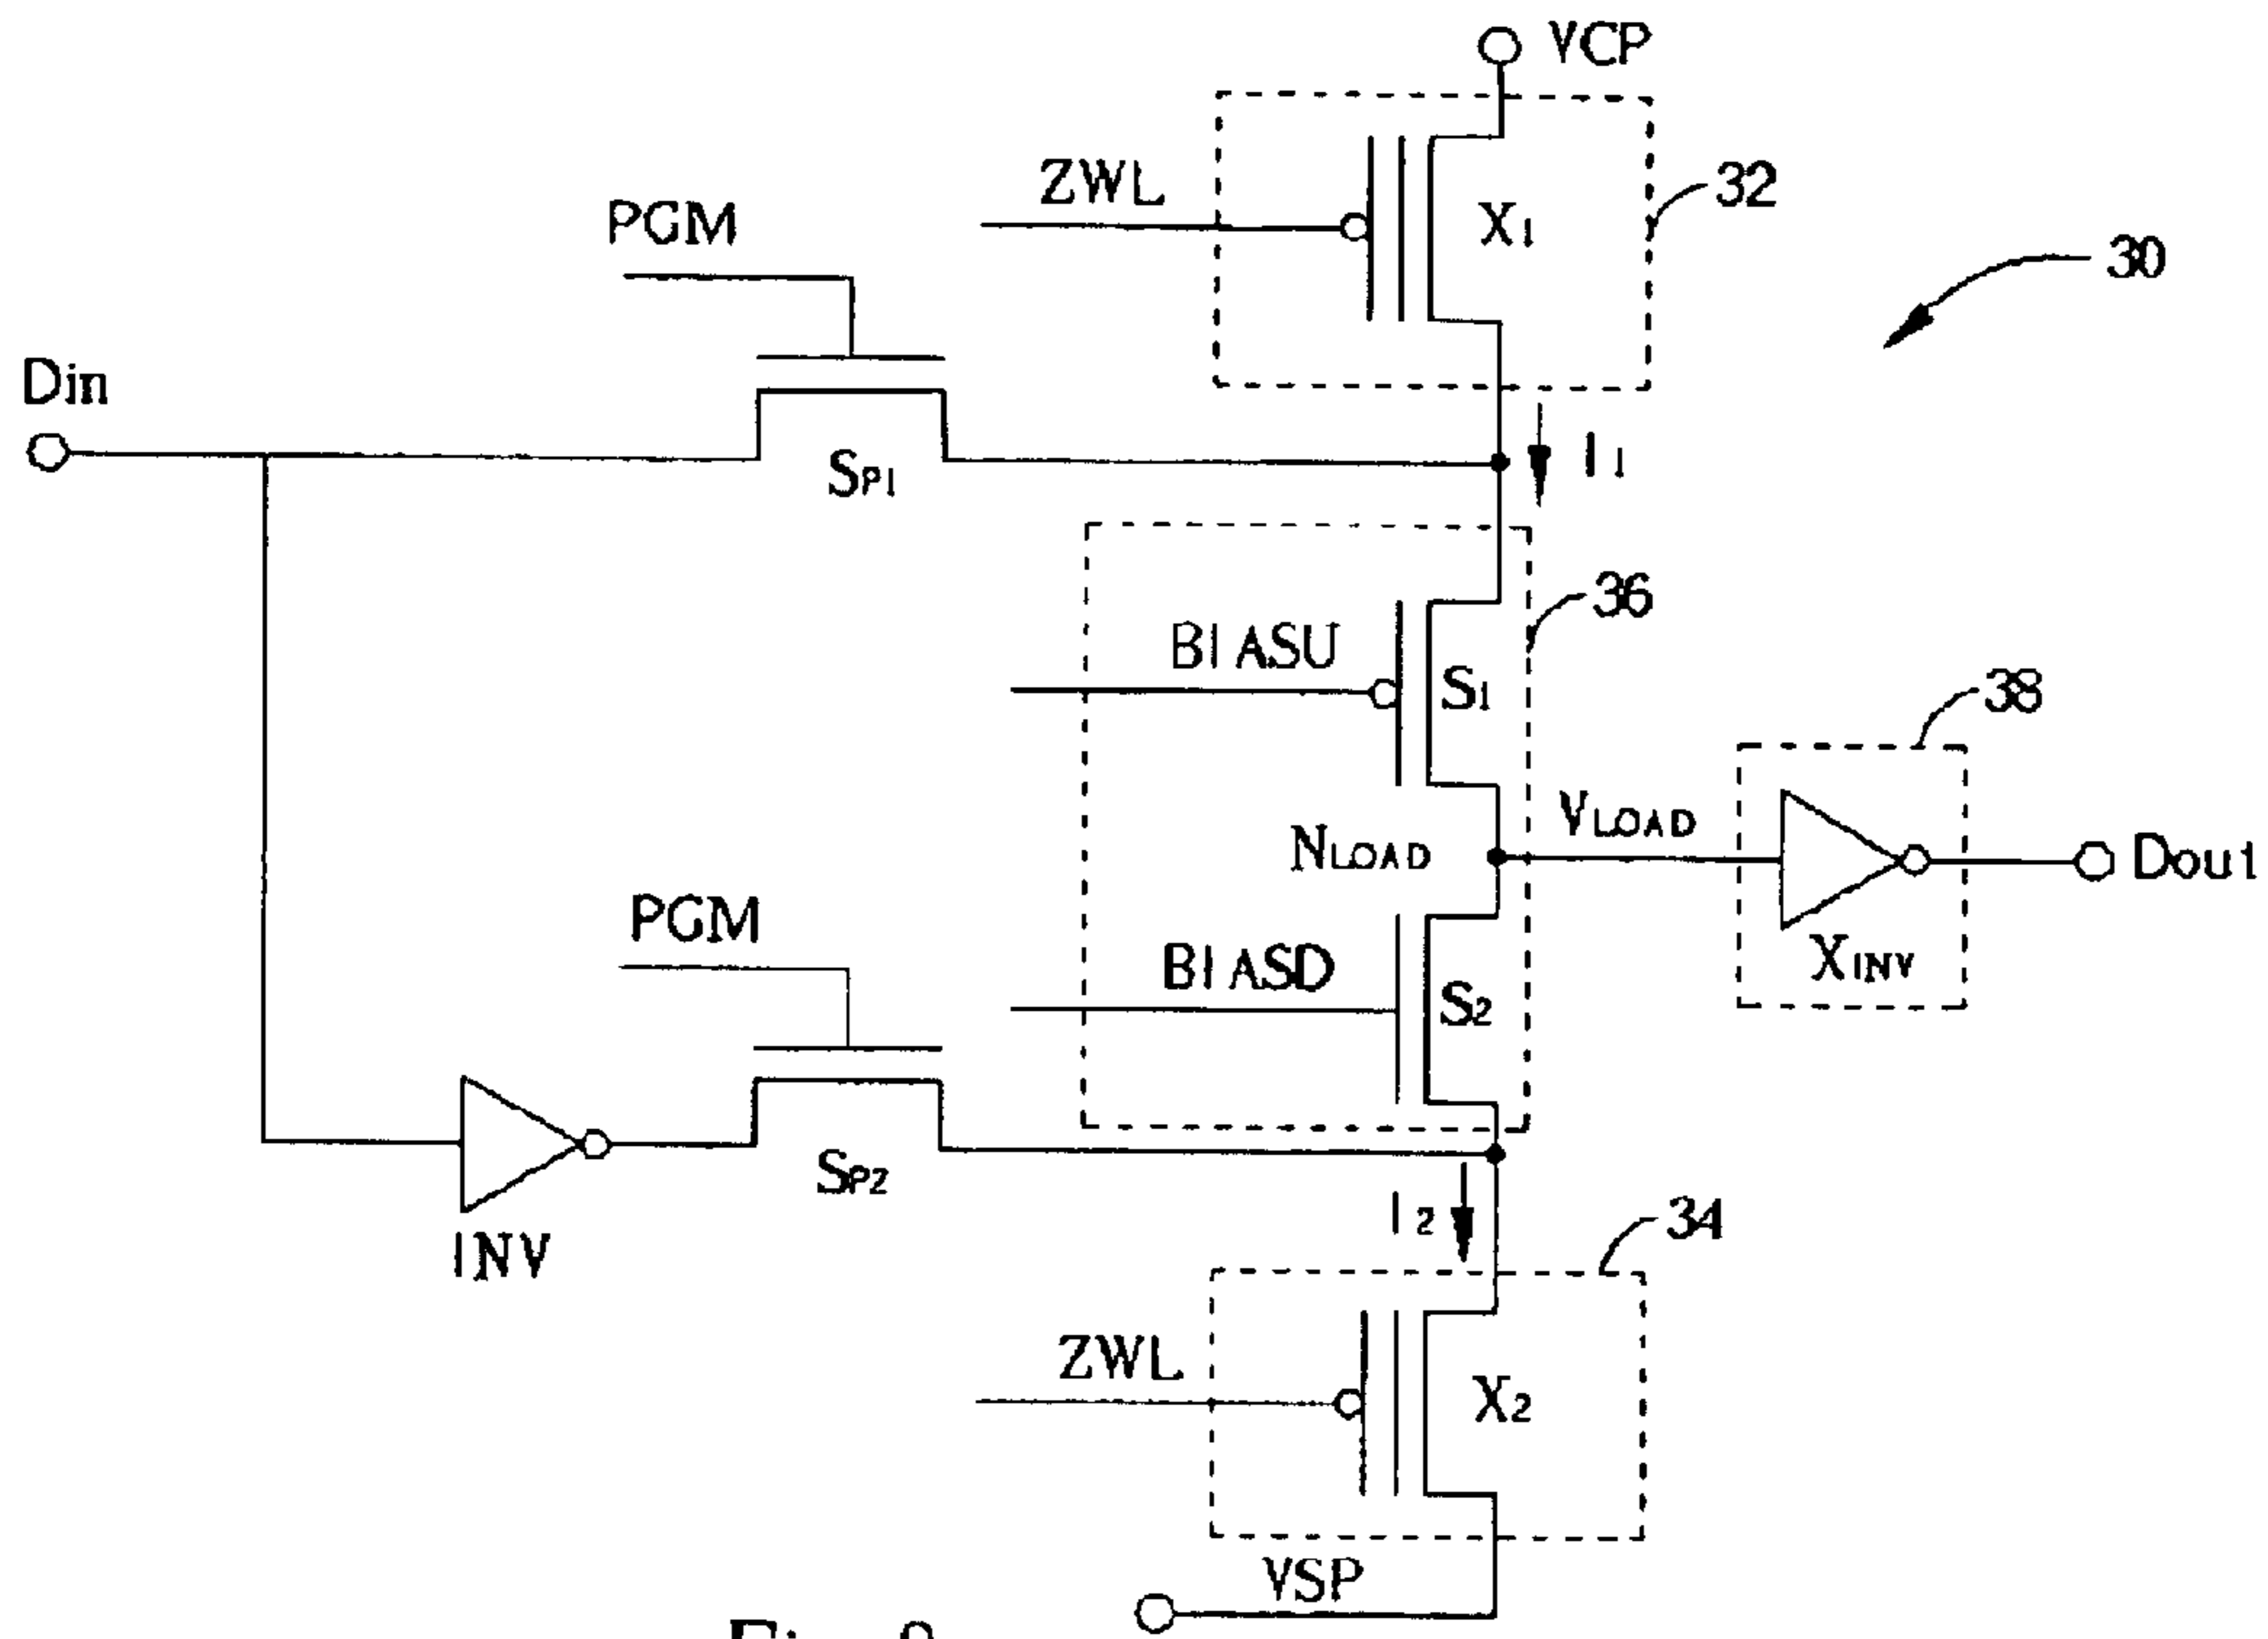 VCP
ZWL
X1
32
PGM
30
Din
SP1
I1
36
BIASU
S1
38
NLOAD
VLOAD
Dout
PGM
BIASD
S2
XINV
SP2
I2
34
INV
ZWL
X2
VSP